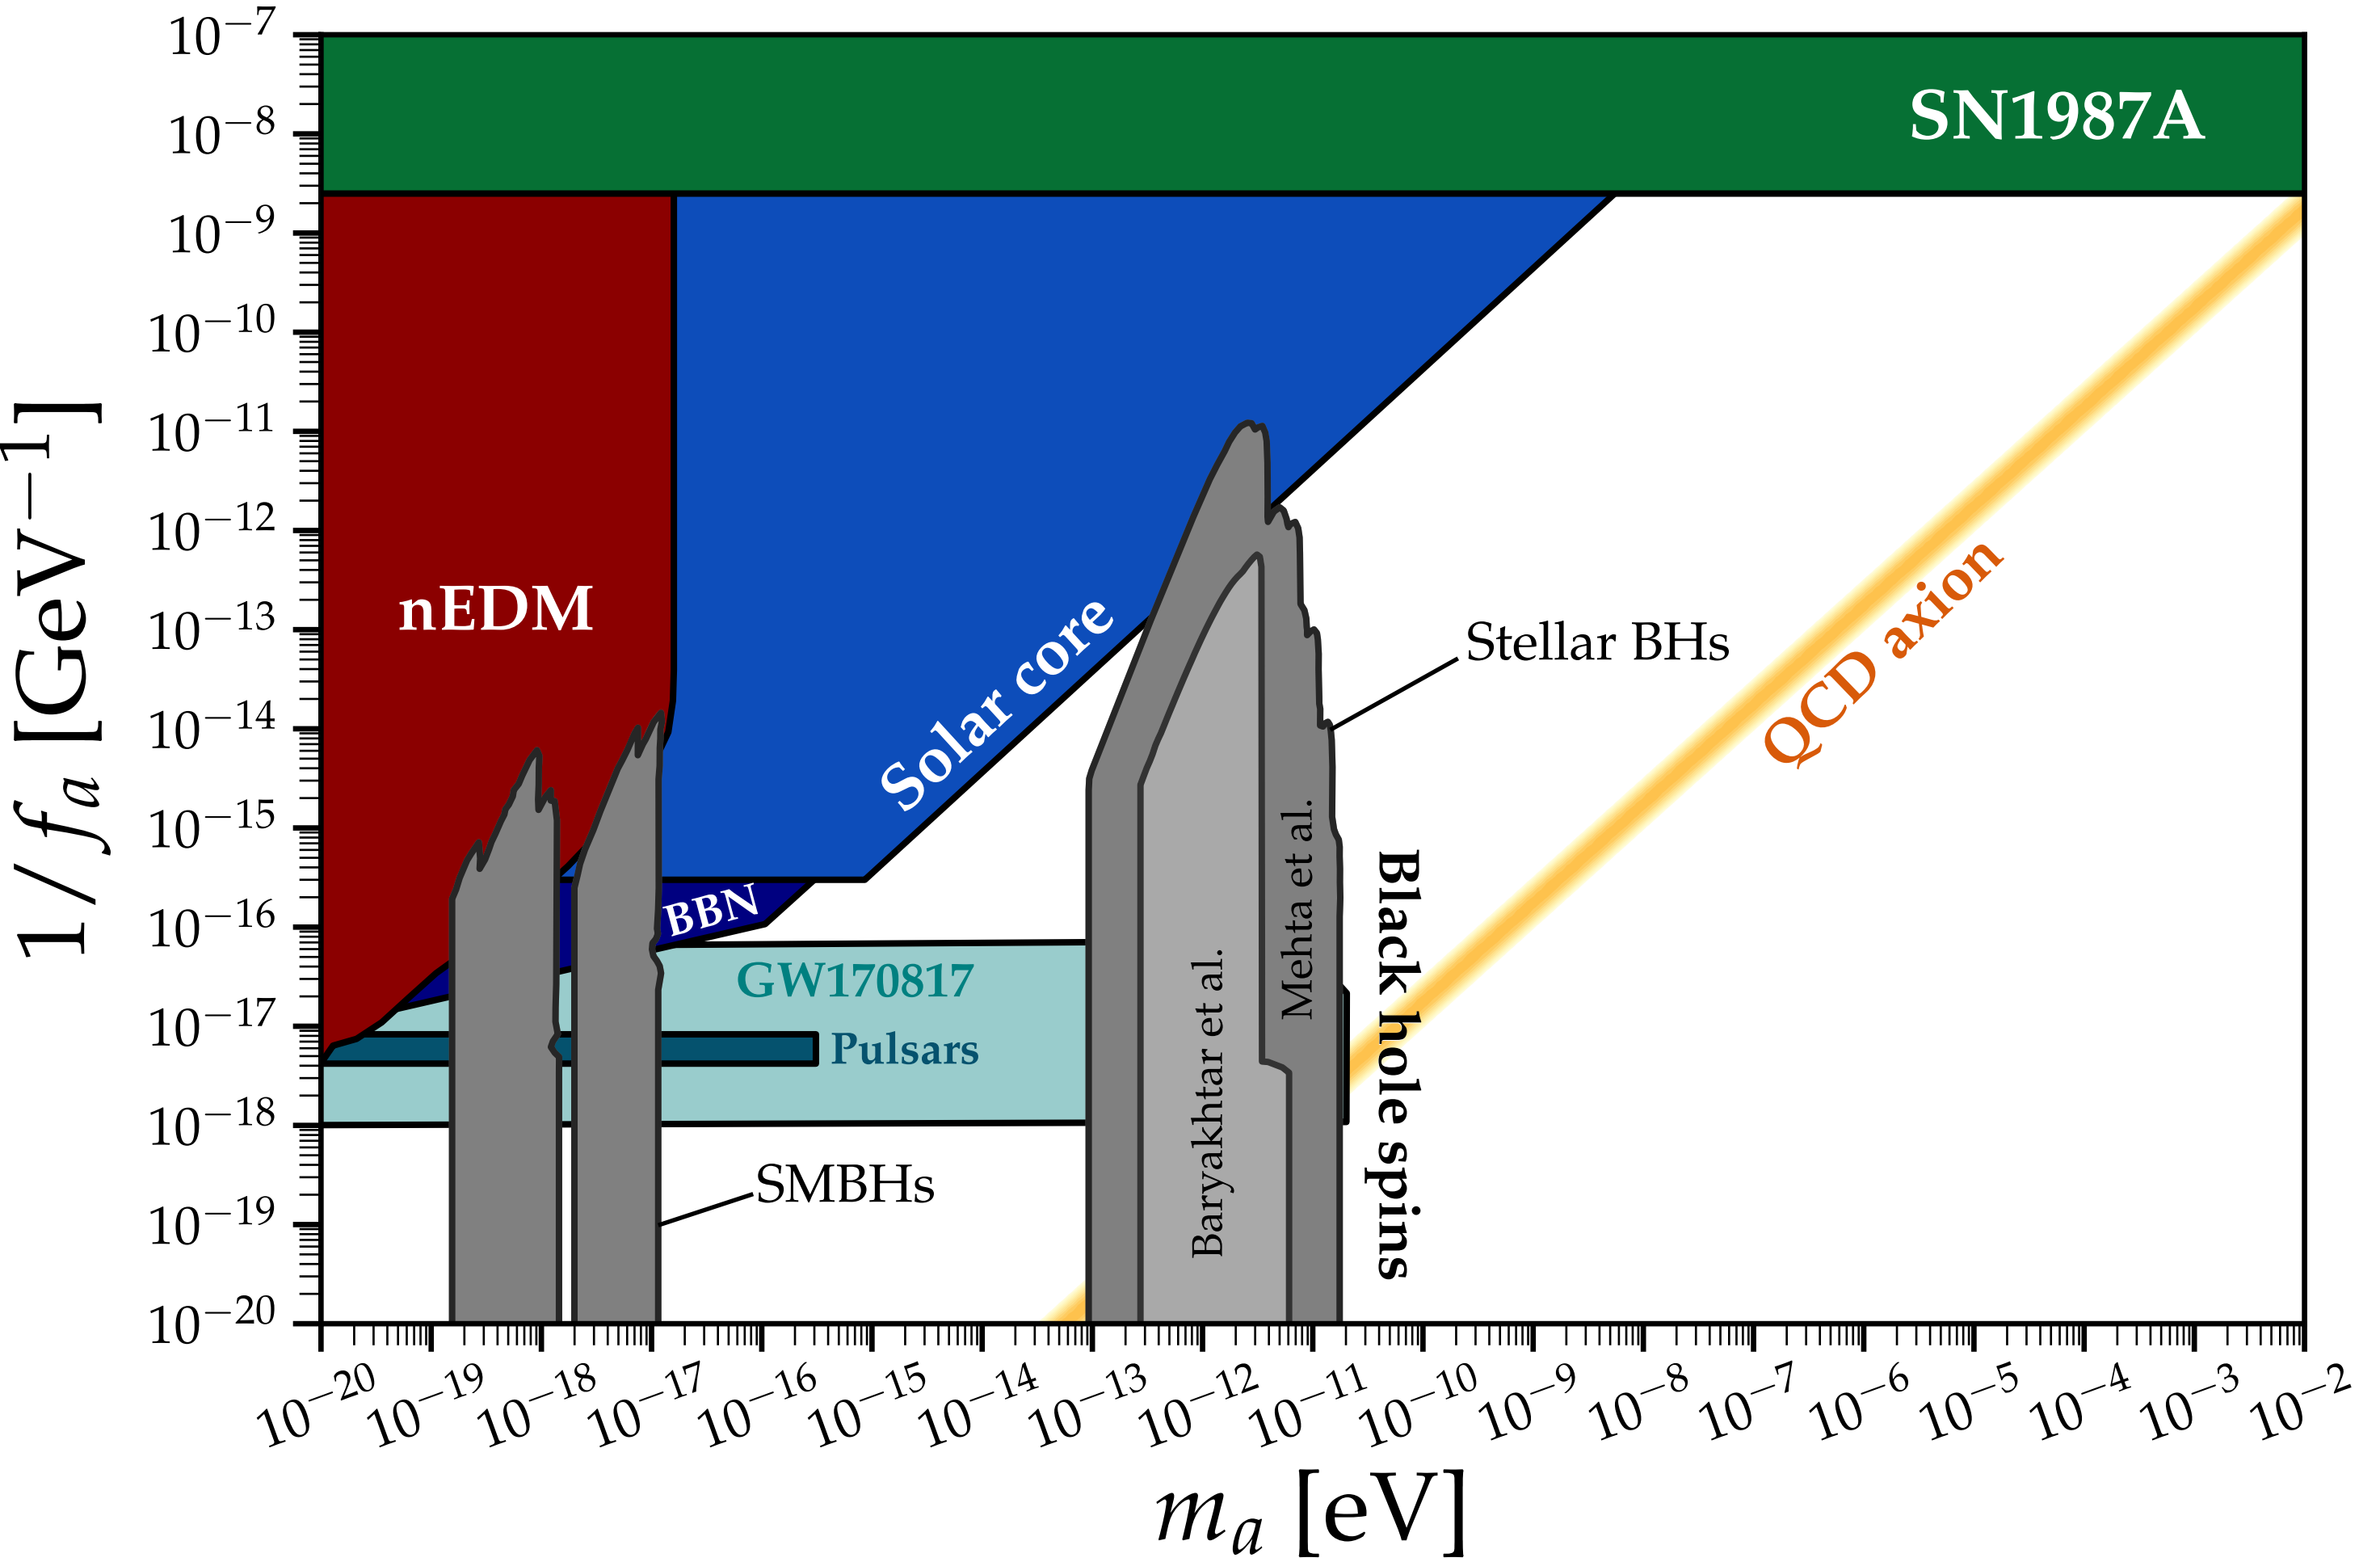 10⁻⁷
10⁻⁸
10⁻⁹
10⁻¹⁰
10⁻¹¹
10⁻¹²
10⁻¹³
10⁻¹⁴
10⁻¹⁵
10⁻¹⁶
10⁻¹⁷
10⁻¹⁸
10⁻¹⁹
10⁻²⁰
1/fₐ [GeV⁻¹]
SN1987A
nEDM
Solar core
Stellar BHs
QCD axion
BBN
GW170817
Pulsars
SMBHs
Baryakhtar et al.
Mehta et al.
Black hole spins
10⁻²⁰
10⁻¹⁹
10⁻¹⁸
10⁻¹⁷
10⁻¹⁶
10⁻¹⁵
10⁻¹⁴
10⁻¹³
10⁻¹²
10⁻¹¹
10⁻¹⁰
10⁻⁹
10⁻⁸
10⁻⁷
10⁻⁶
10⁻⁵
10⁻⁴
10⁻³
10⁻²
mₐ [eV]